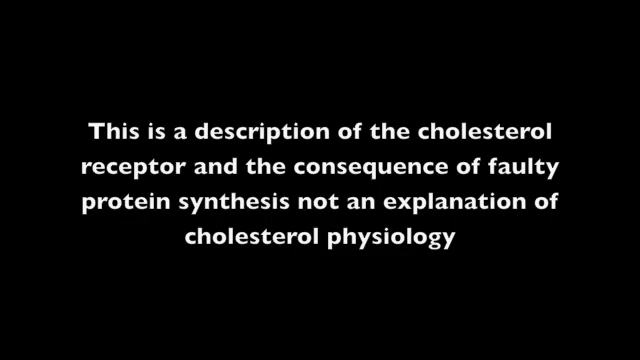 This is a description of the cholesterol
receptor and the consequence of faulty
protein synthesis not an explanation of
cholesterol physiology